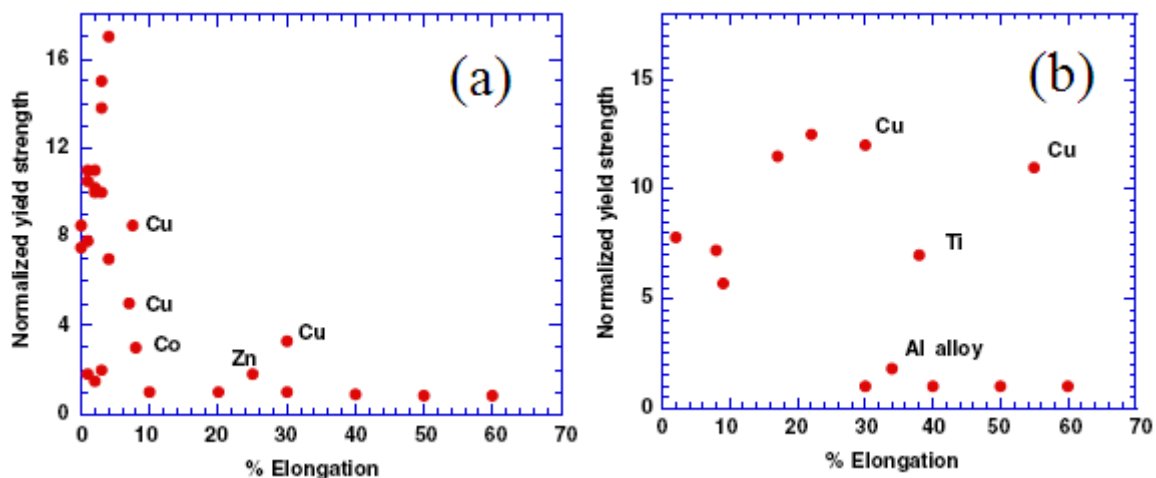 (a)
Normalized yield strength
16
12
8
4
0
Cu
Cu
Co
Zn
Cu
0 10 20 30 40 50 60 70
% Elongation
(b)
Normalized yield strength
15
10
5
0
Cu
Cu
Ti
Al alloy
0 10 20 30 40 50 60 70
% Elongation